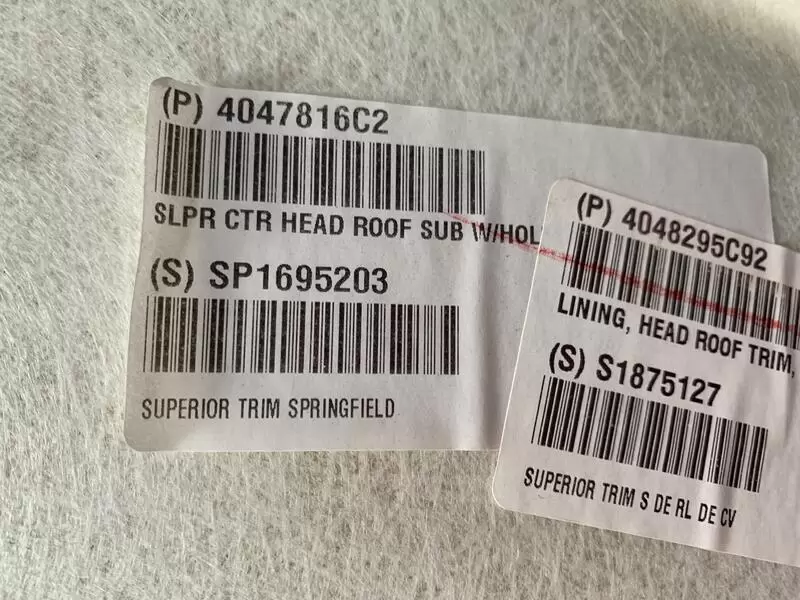 (P) 4047816C2
SLPR CTR HEAD ROOF SUB W/HOL
(S) SP1695203
SUPERIOR TRIM SPRINGFIELD
(P) 4048295C92
LINING, HEAD ROOF TRIM,
(S) S1875127
SUPERIOR TRIM S DE RL DE CV